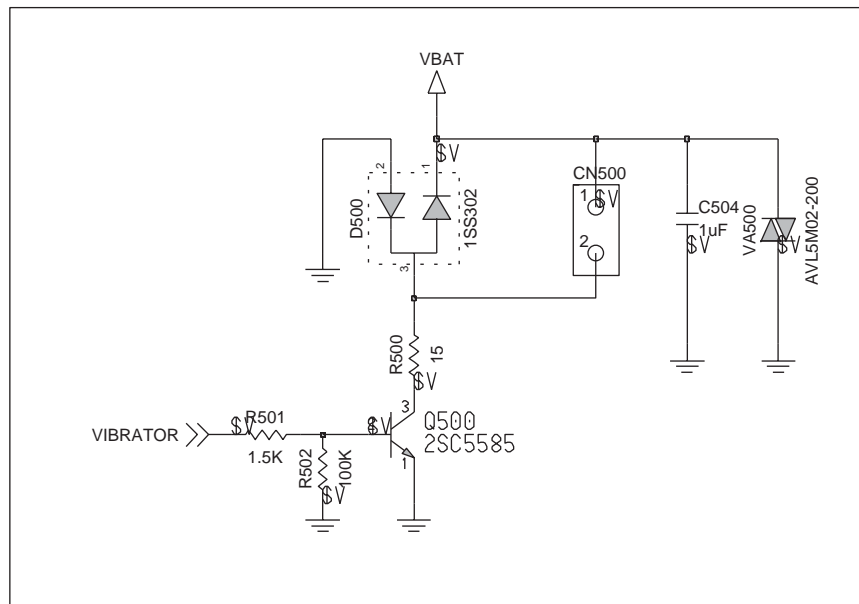 VBAT
2
1
$V
D500
1SS302
3
CN500
1
$V
2
C504
1uF
$V
VA500
$V
AVL5M02-200
R500
15
$V
3
Q500
2SC5585
1
VIBRATOR
$V
R501
1.5K
$V
R502
100K
$V